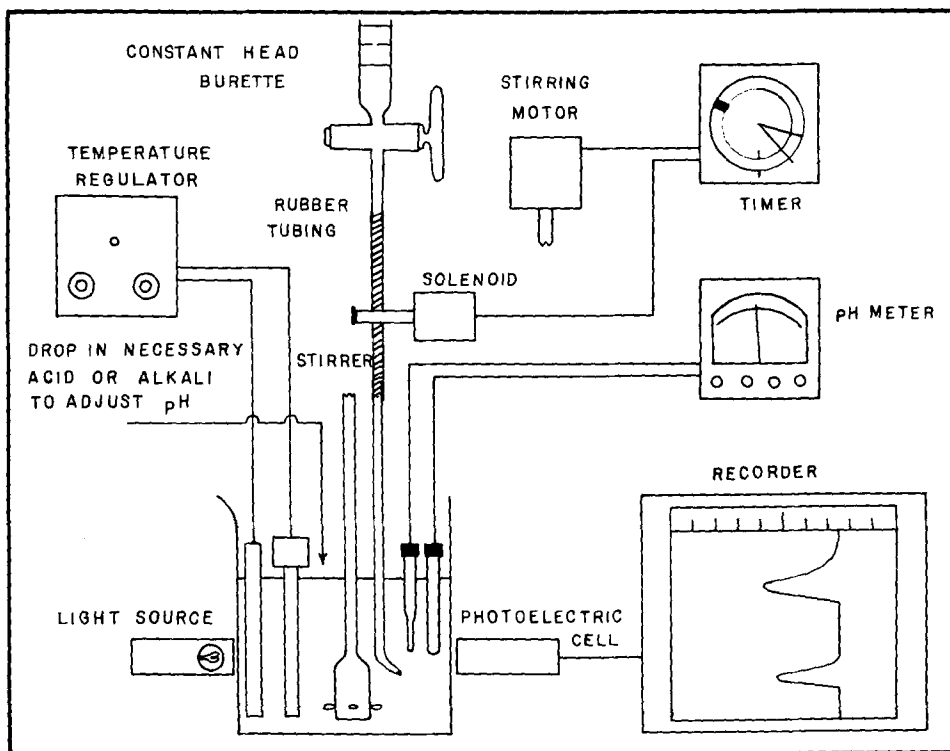 CONSTANT HEAD
BURETTE
STIRRING
MOTOR
TEMPERATURE
REGULATOR
TIMER
RUBBER
TUBING
SOLENOID
pH METER
DROP IN NECESSARY
ACID OR ALKALI
TO ADJUST pH
STIRRER
RECORDER
LIGHT SOURCE
PHOTOELECTRIC
CELL